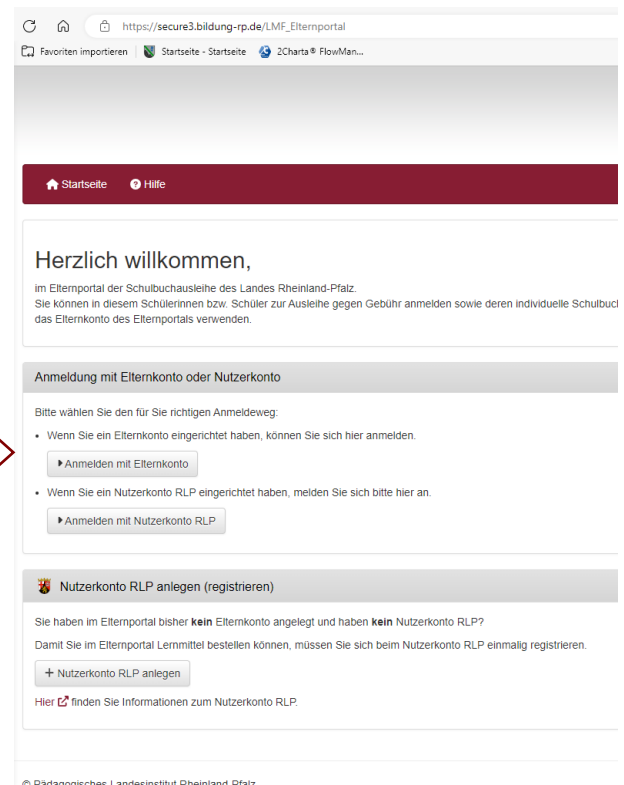 https://secure3.bildung-rp.de/LMF_Elternportal
Favoriten importieren Startseite - Startseite 2Charta® FlowMan...
Startseite Hilfe
Herzlich willkommen,
im Elternportal der Schulbuchausleihe des Landes Rheinland-Pfalz.
Sie können in diesem Schülerinnen bzw. Schüler zur Ausleihe gegen Gebühr anmelden sowie deren individuelle Schulbuch
das Elternkonto des Elternportals verwenden.
Anmeldung mit Elternkonto oder Nutzerkonto
Bitte wählen Sie den für Sie richtigen Anmeldeweg:
• Wenn Sie ein Elternkonto eingerichtet haben, können Sie sich hier anmelden.
Anmelden mit Elternkonto
• Wenn Sie ein Nutzerkonto RLP eingerichtet haben, melden Sie sich bitte hier an.
Anmelden mit Nutzerkonto RLP
Nutzerkonto RLP anlegen (registrieren)
Sie haben im Elternportal bisher kein Elternkonto angelegt und haben kein Nutzerkonto RLP?
Damit Sie im Elternportal Lernmittel bestellen können, müssen Sie sich beim Nutzerkonto RLP einmalig registrieren.
+ Nutzerkonto RLP anlegen
Hier finden Sie Informationen zum Nutzerkonto RLP.
© Pädagogisches Landesinstitut Rheinland-Pfalz